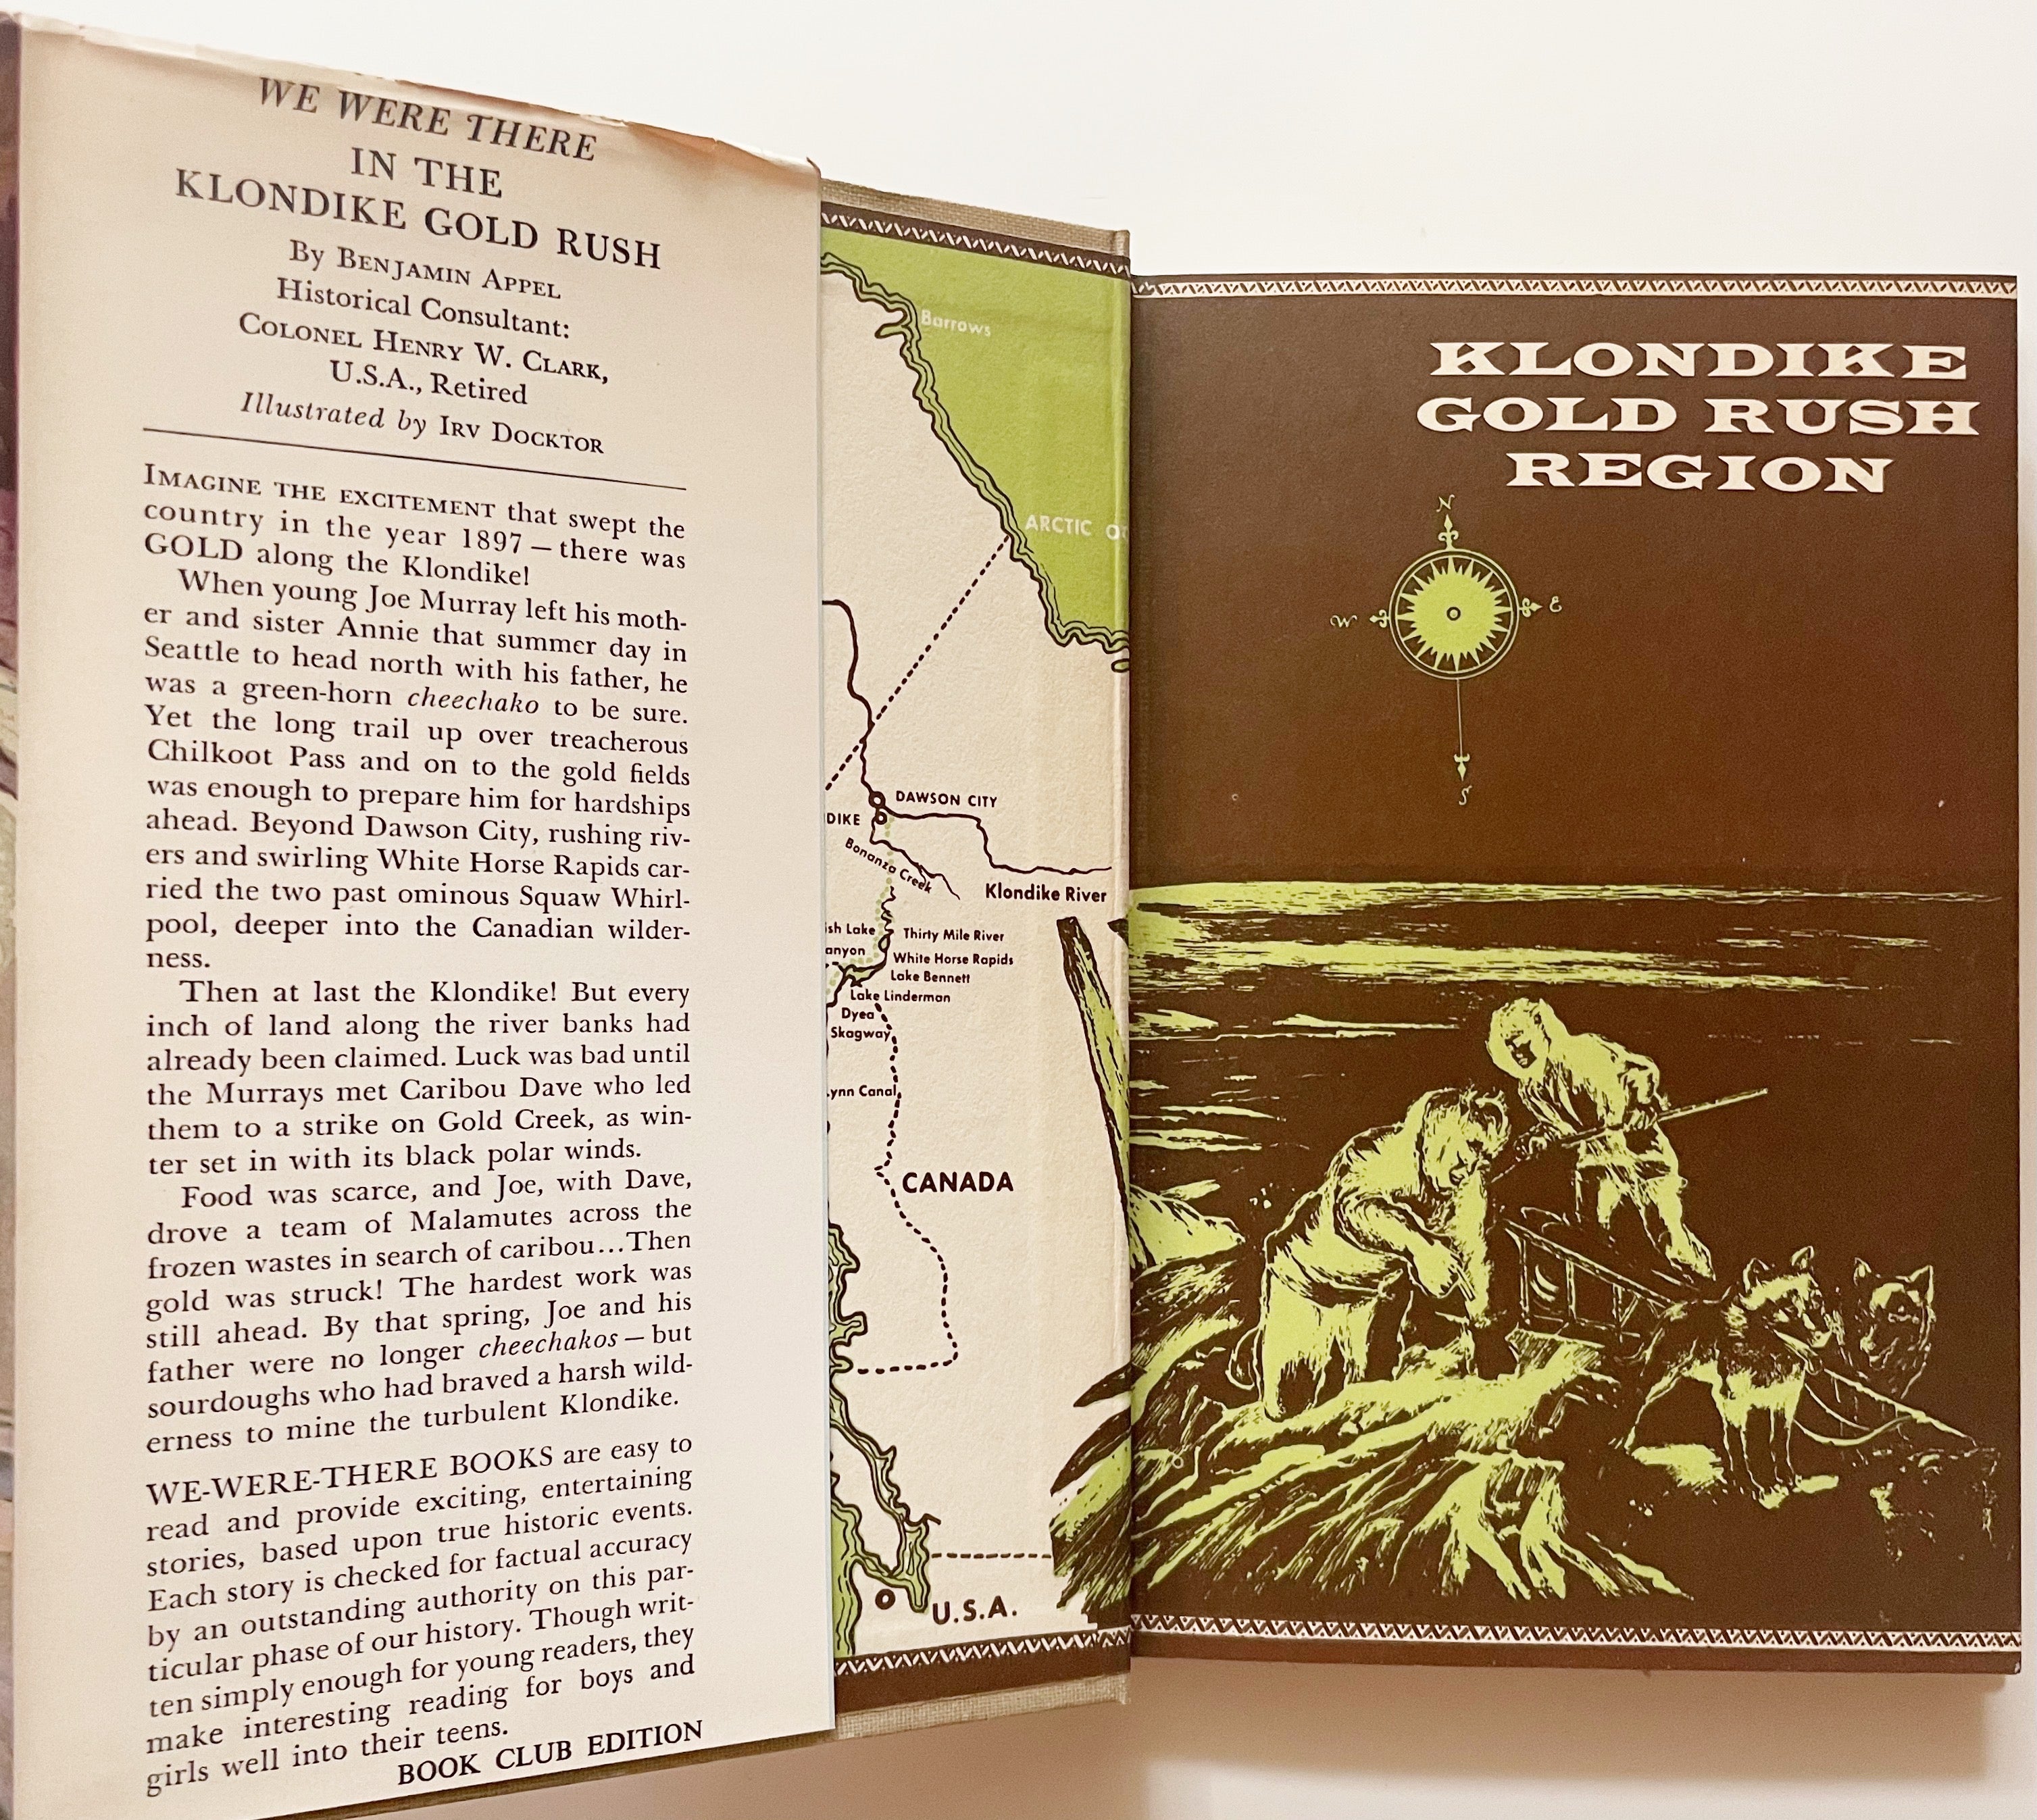 WE WERE THERE
IN THE
KLONDIKE GOLD RUSH
By BENJAMIN APPEL
Historical Consultant:
COLONEL HENRY W. CLARK,
U.S.A., Retired
Illustrated by IRV DOCKTOR
IMAGINE THE EXCITEMENT that swept the
country in the year 1897 — there was
GOLD along the Klondike!
When young Joe Murray left his moth-
er and sister Annie that summer day in
Seattle to head north with his father, he
was a green-horn cheechako to be sure.
Yet the long trail up over treacherous
Chilkoot Pass and on to the gold fields
was enough to prepare him for hardships
ahead. Beyond Dawson City, rushing riv-
ers and swirling White Horse Rapids car-
ried the two past ominous Squaw Whirl-
pool, deeper into the Canadian wilder-
ness.
Then at last the Klondike! But every
inch of land along the river banks had
already been claimed. Luck was bad until
the Murrays met Caribou Dave who led
them to a strike on Gold Creek, as win-
ter set in with its black polar winds.
Food was scarce, and Joe, with Dave,
drove a team of Malamutes across the
frozen wastes in search of caribou...Then
gold was struck! The hardest work was
still ahead. By that spring, Joe and his
father were no longer cheechakos — but
sourdoughs who had braved a harsh wild-
erness to mine the turbulent Klondike.
WE-WERE-THERE BOOKS are easy to
read and provide exciting, entertaining
stories, based upon true historic events.
Each story is checked for factual accuracy
by an outstanding authority on this par-
ticular phase of our history. Though writ-
ten simply enough for young readers, they
make interesting reading for boys and
girls well into their teens.
BOOK CLUB EDITION
Barrows
ARCTIC OC
DAWSON CITY
DIKE
Bonanza Creek
Klondike River
ish Lake
Thirty Mile River
anyon
White Horse Rapids
Lake Bennett
Lake Linderman
Dyea
Skagway
ynn Canal
CANADA
U.S.A.
KLONDIKE
GOLD RUSH
REGION
N
W
E
S